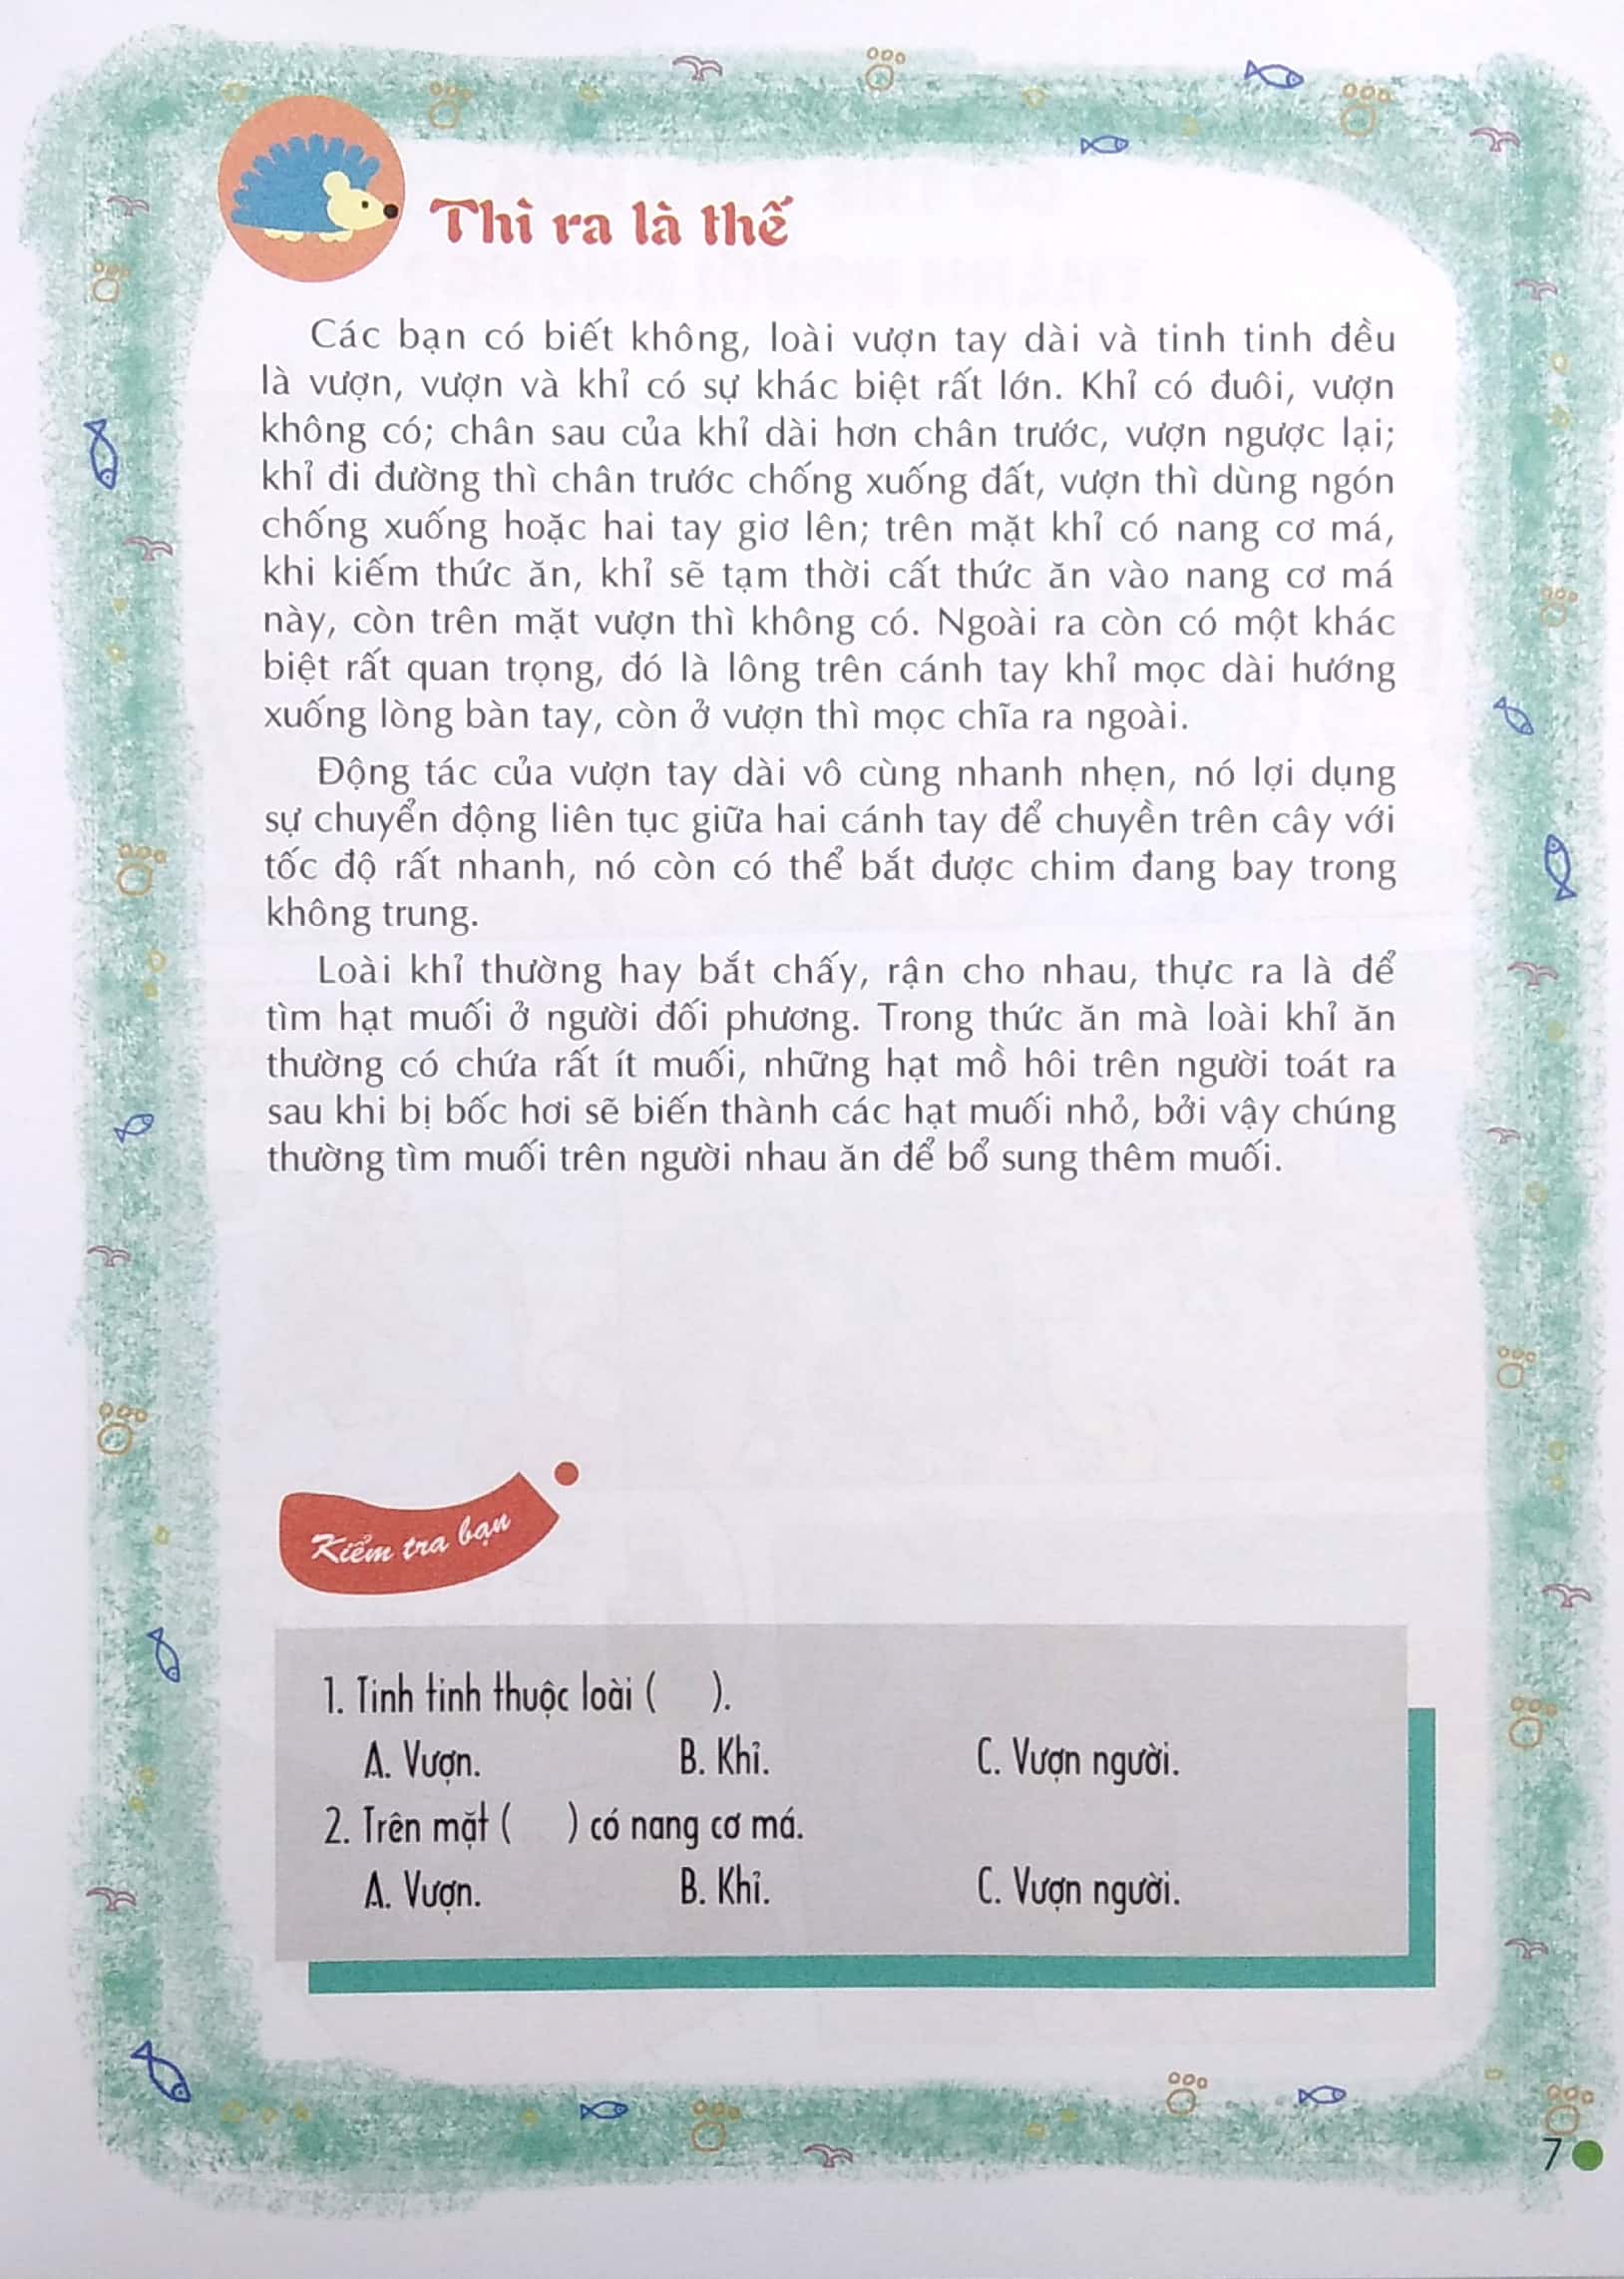 Thì ra là thế
Các bạn có biết không, loài vượn tay dài và tinh tinh đều
là vượn, vượn và khỉ có sự khác biệt rất lớn. Khỉ có đuôi, vượn
không có; chân sau của khỉ dài hơn chân trước, vượn ngược lại;
khỉ đi đường thì chân trước chống xuống đất, vượn thì dùng ngón
chống xuống hoặc hai tay giơ lên; trên mặt khỉ có nang cơ má,
khi kiếm thức ăn, khỉ sẽ tạm thời cất thức ăn vào nang cơ má
này, còn trên mặt vượn thì không có. Ngoài ra còn có một khác
biệt rất quan trọng, đó là lông trên cánh tay khỉ mọc dài hướng
xuống lòng bàn tay, còn ở vượn thì mọc chĩa ra ngoài.
Động tác của vượn tay dài vô cùng nhanh nhẹn, nó lợi dụng
sự chuyển động liên tục giữa hai cánh tay để chuyền trên cây với
tốc độ rất nhanh, nó còn có thể bắt được chim đang bay trong
không trung.
Loài khỉ thường hay bắt chấy, rận cho nhau, thực ra là để
tìm hạt muối ở người đối phương. Trong thức ăn mà loài khỉ ăn
thường có chứa rất ít muối, những hạt mồ hôi trên người toát ra
sau khi bị bốc hơi sẽ biến thành các hạt muối nhỏ, bởi vậy chúng
thường tìm muối trên người nhau ăn để bổ sung thêm muối.
Kiểm tra bạn
1. Tinh tinh thuộc loài (    ).
A. Vượn. B. Khỉ. C. Vượn người.
2. Trên mặt (    ) có nang cơ má.
A. Vượn. B. Khỉ. C. Vượn người.
7